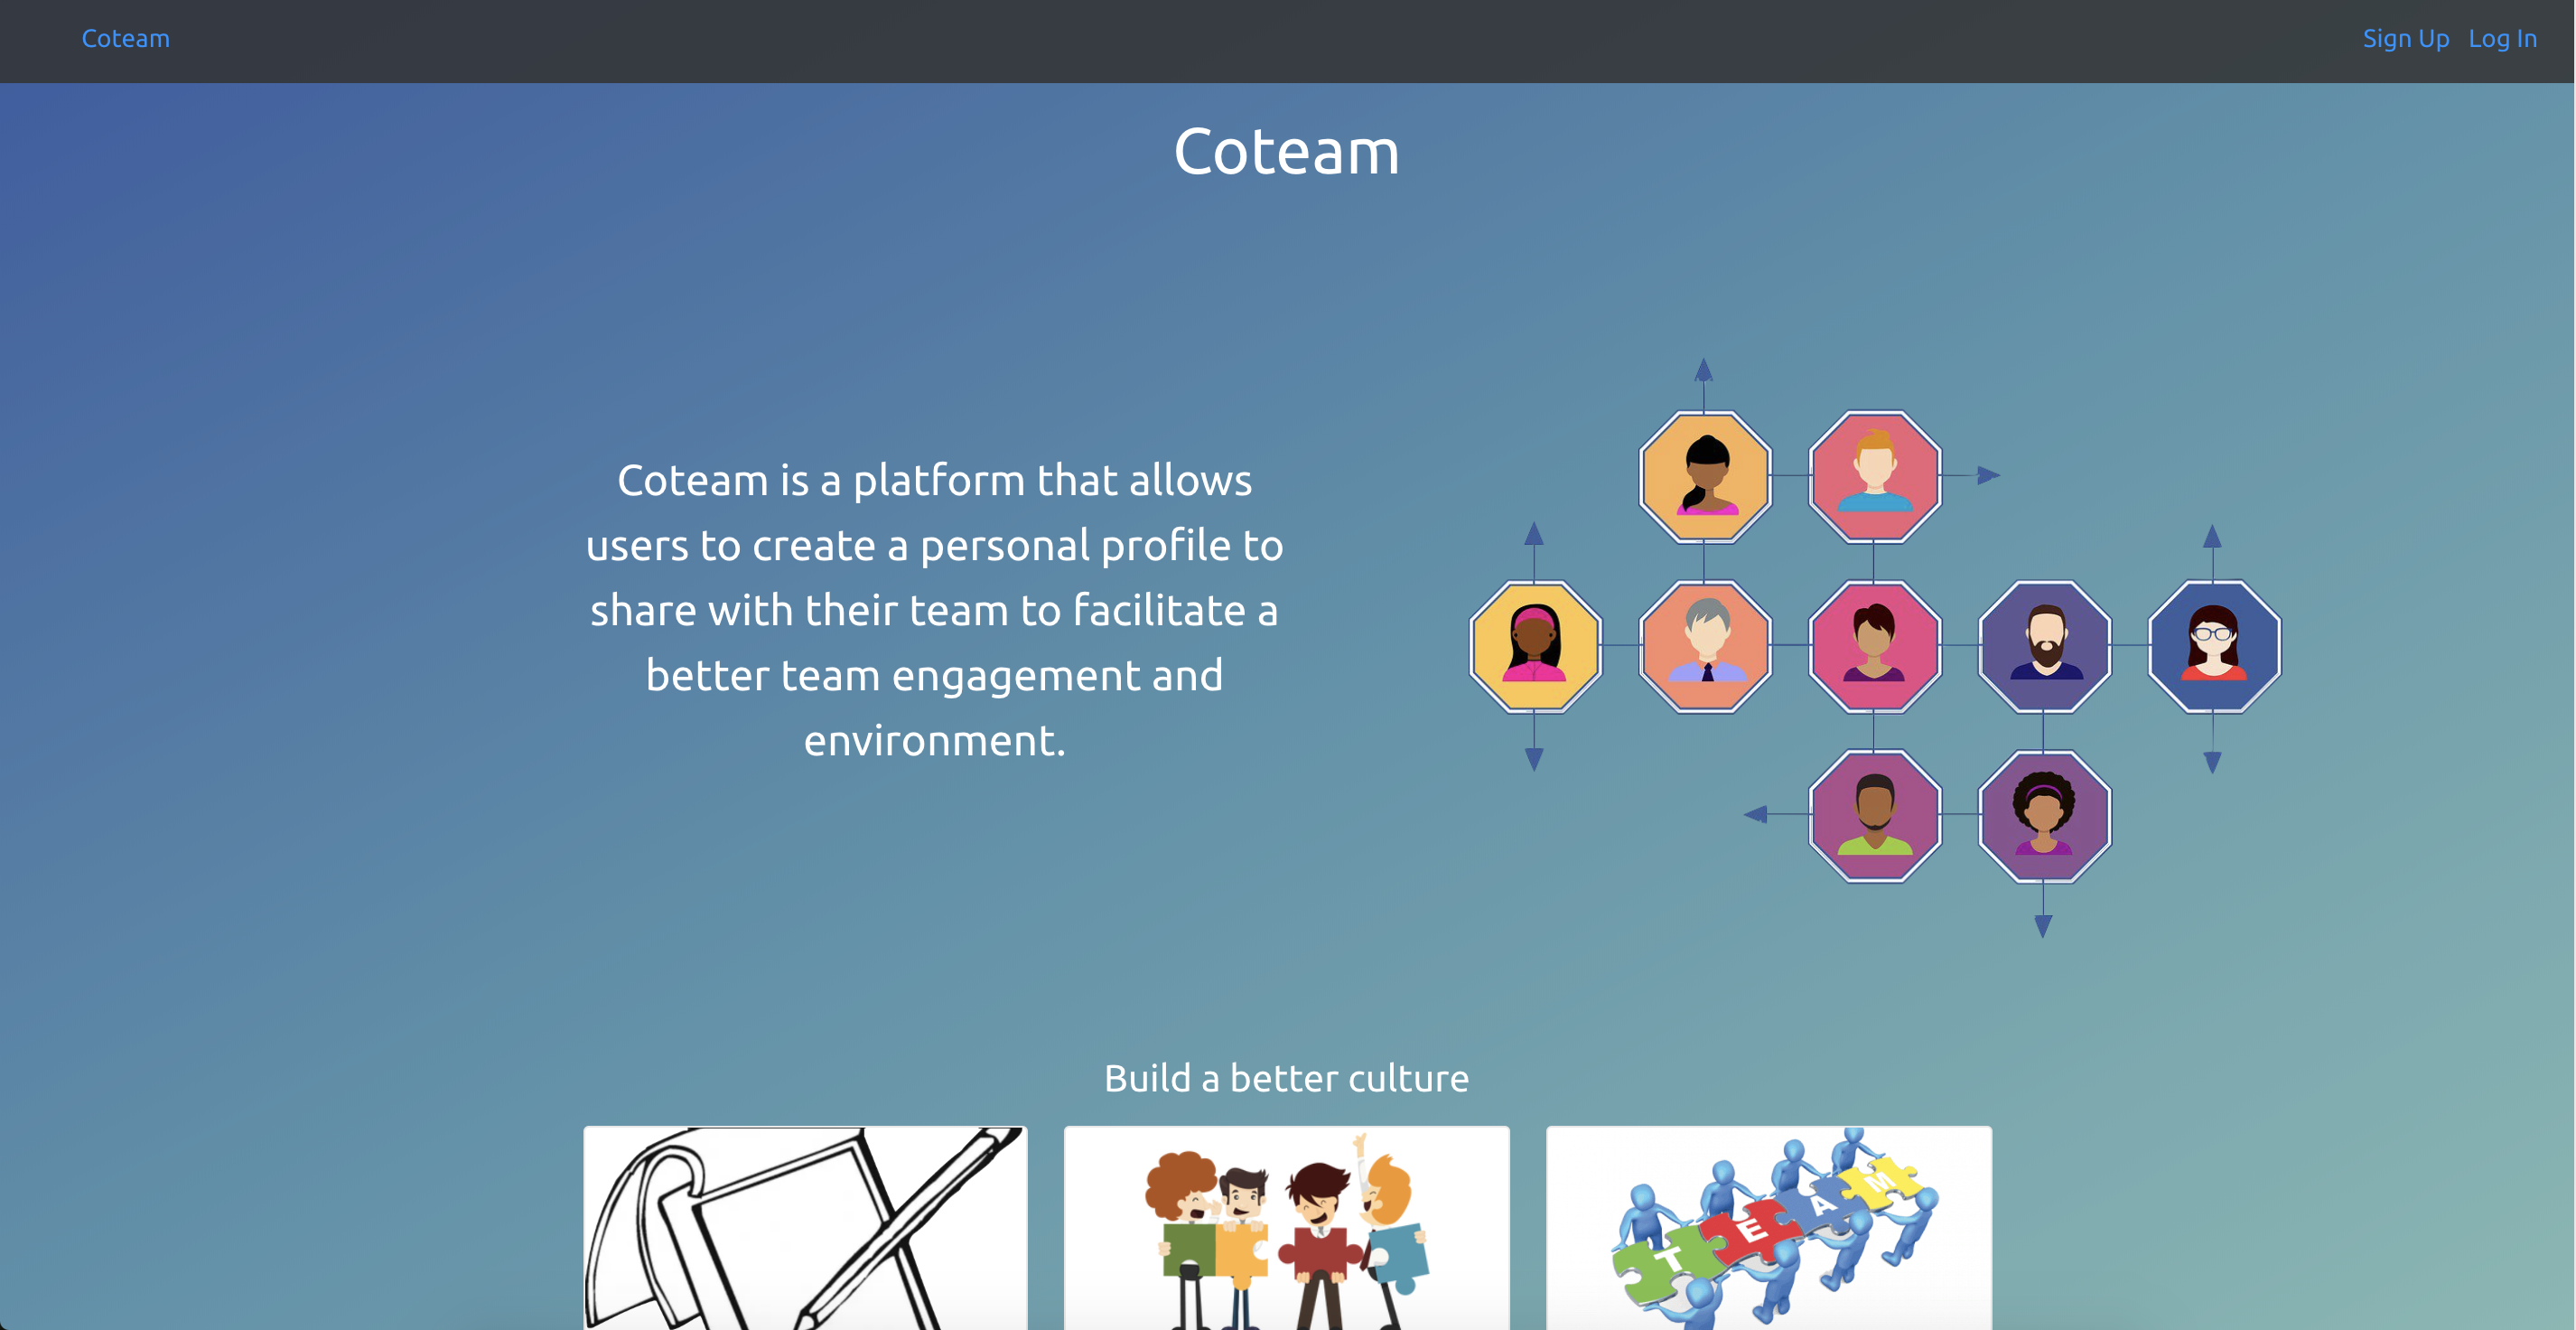 Coteam
Sign Up Log In
Coteam
Coteam is a platform that allows
users to create a personal profile to
share with their team to facilitate a
better team engagement and
environment.
Build a better culture
TEAM